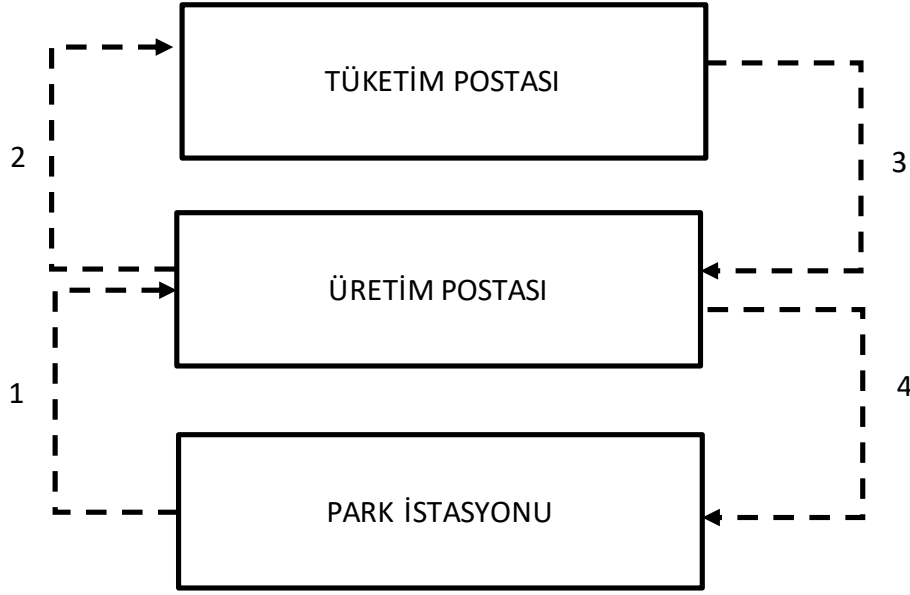 TÜKETİM POSTASI
2
3
ÜRETİM POSTASI
1
4
PARK İSTASYONU